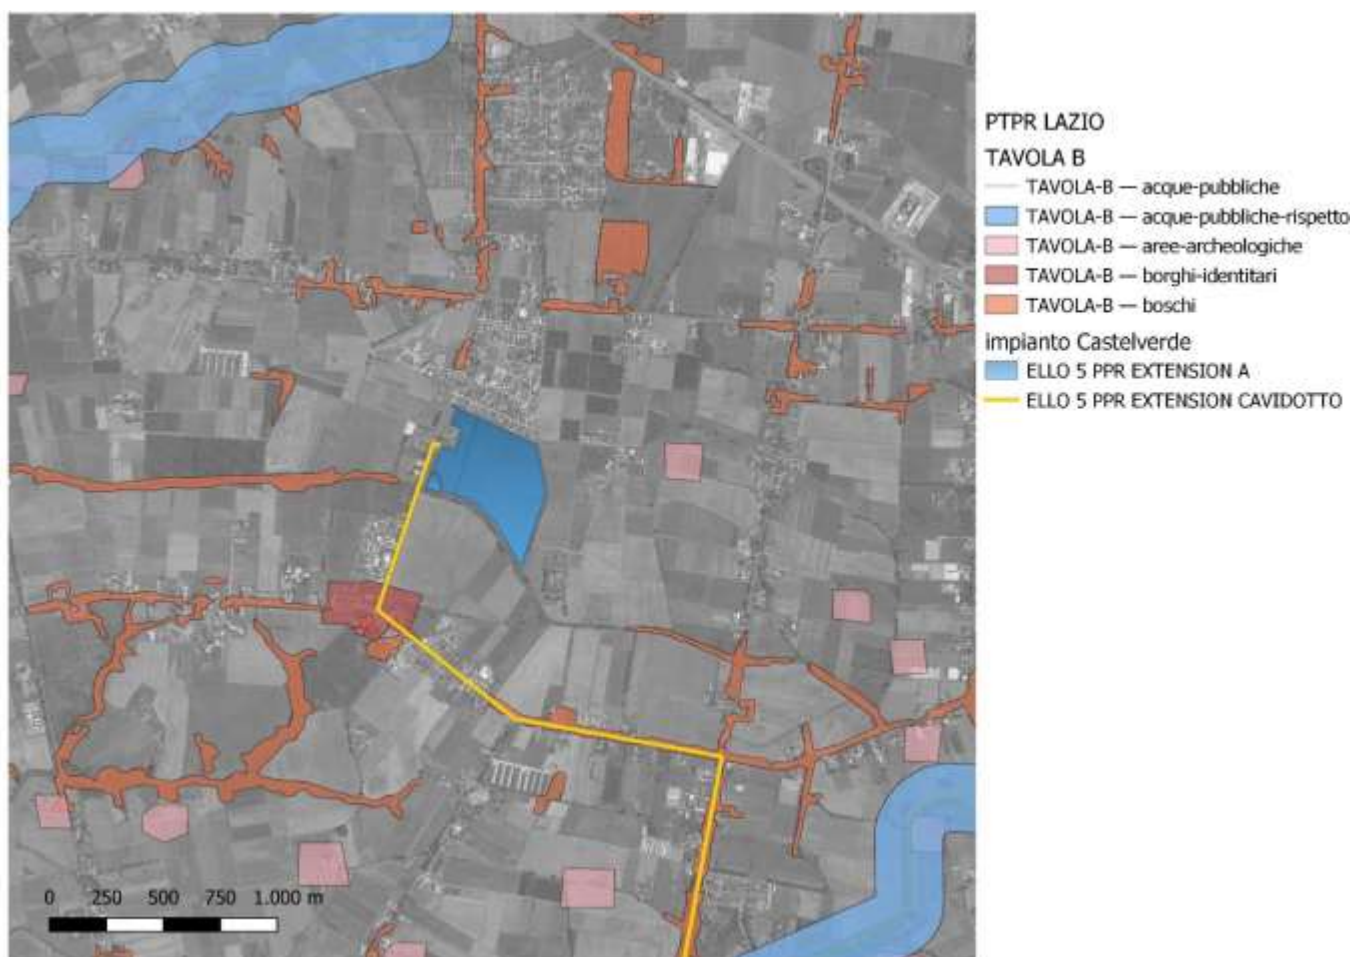 PTPR LAZIO
TAVOLA B
TAVOLA-B — acque-pubbliche
TAVOLA-B — acque-pubbliche-rispetto
TAVOLA-B — aree-archeologiche
TAVOLA-B — borghi-identitari
TAVOLA-B — boschi
impianto Castelverde
ELLO 5 PPR EXTENSION A
ELLO 5 PPR EXTENSION CAVIDOTTO
0 250 500 750 1.000 m